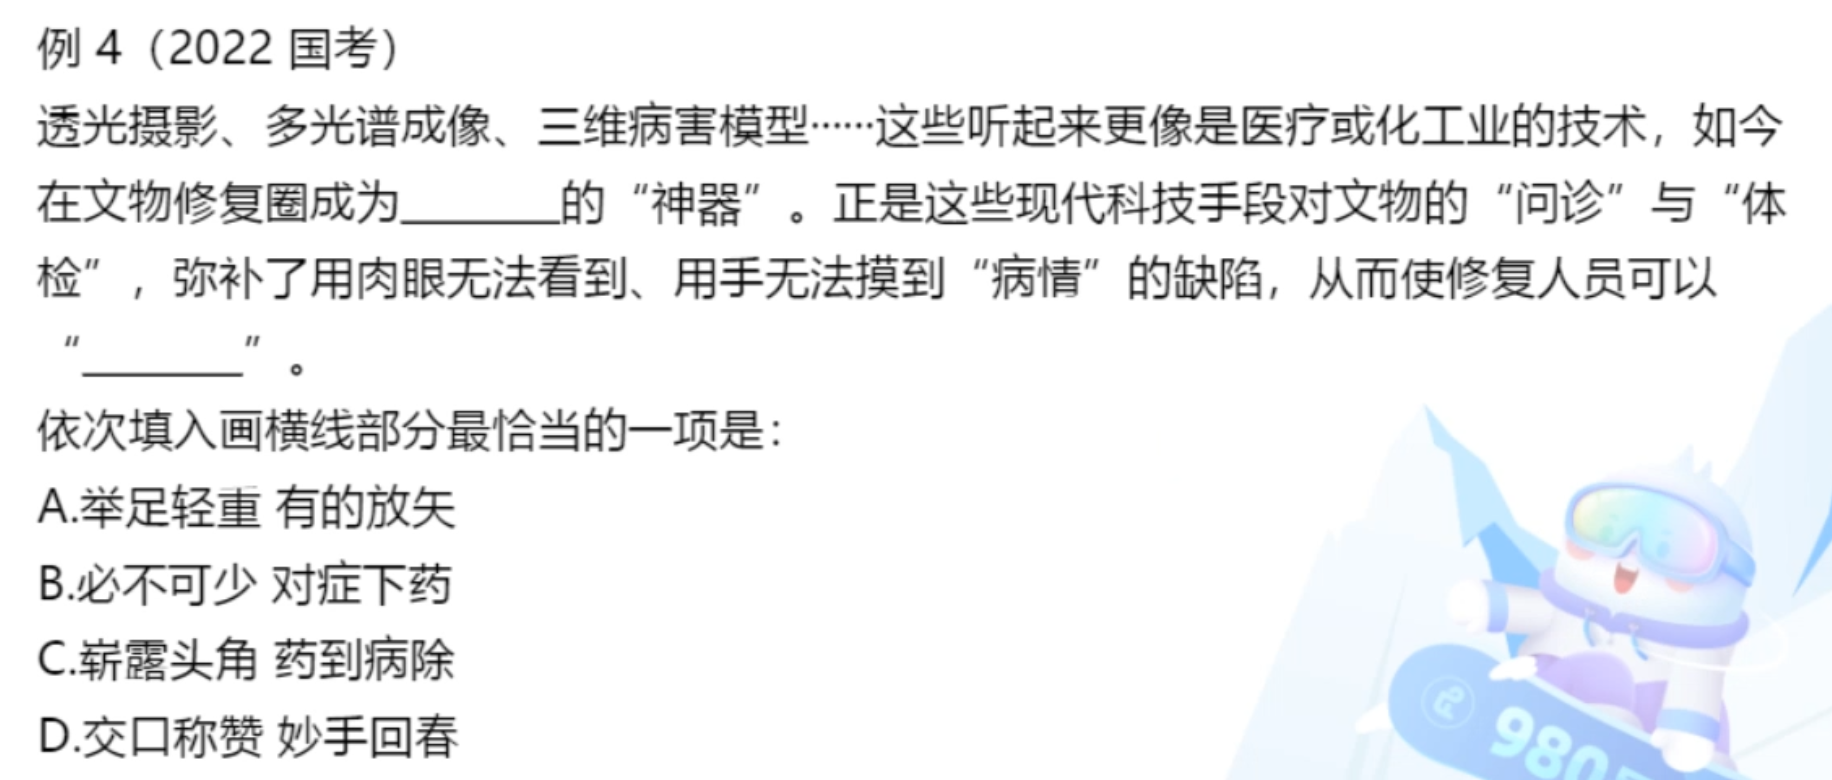 例 4（2022 国考）
透光摄影、多光谱成像、三维病害模型……这些听起来更像是医疗或化工业的技术，如今
在文物修复圈成为_______的“神器”。正是这些现代科技手段对文物的“问诊”与“体
检”，弥补了用肉眼无法看到、用手无法摸到“病情”的缺陷，从而使修复人员可以
“_______”。
依次填入画横线部分最恰当的一项是：
A.举足轻重 有的放矢
B.必不可少 对症下药
C.崭露头角 药到病除
D.交口称赞 妙手回春
980